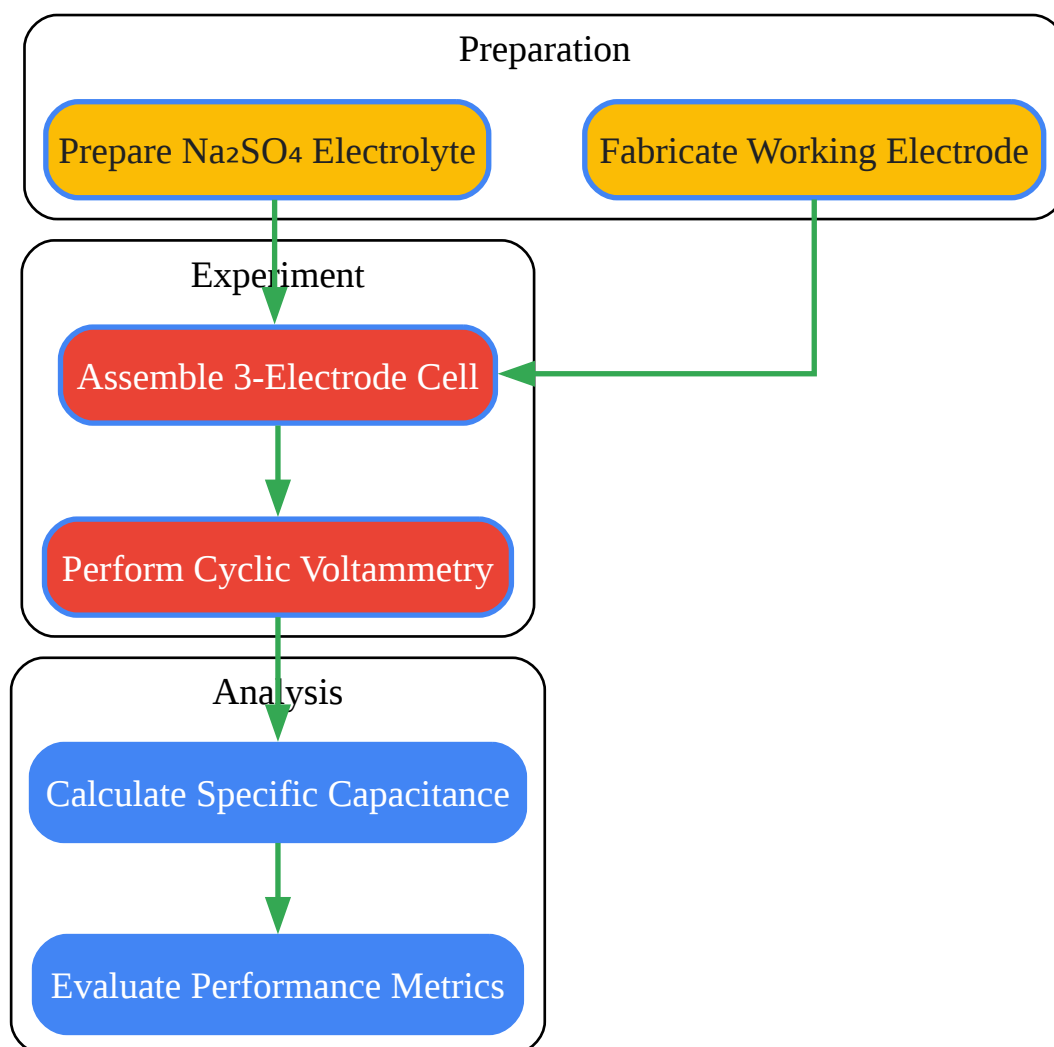 Preparation
Prepare Na₂SO₄ Electrolyte
Fabricate Working Electrode
Experiment
Assemble 3-Electrode Cell
Perform Cyclic Voltammetry
Analysis
Calculate Specific Capacitance
Evaluate Performance Metrics